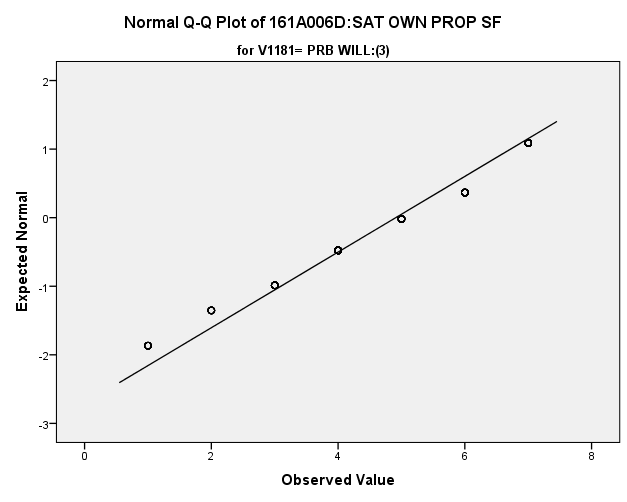 Normal Q-Q Plot of 161A006D:SAT OWN PROP SF
for V1181= PRB WILL:(3)
2
1
0
-1
-2
-3
Expected Normal
0 2 4 6 8
Observed Value